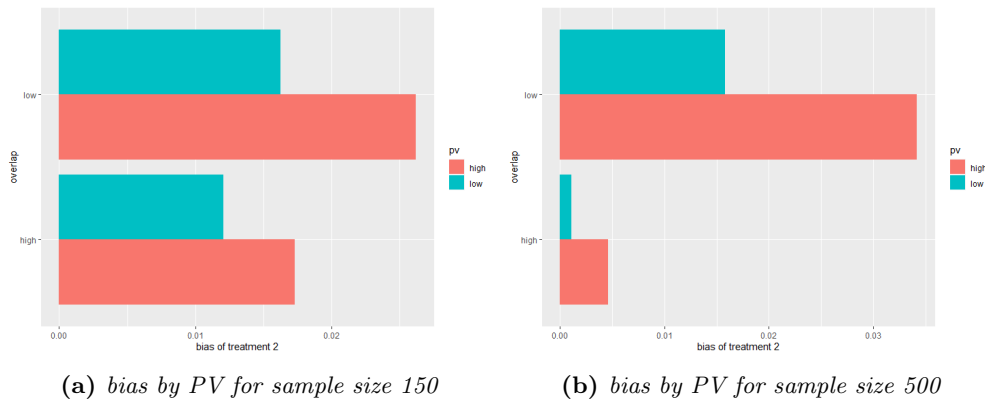 overlap
low
high
0.00
0.01
0.02
bias of treatment 2
pv
high
low
(a) bias by PV for sample size 150
overlap
low
high
0.00
0.01
0.02
0.03
bias of treatment 2
pv
high
low
(b) bias by PV for sample size 500